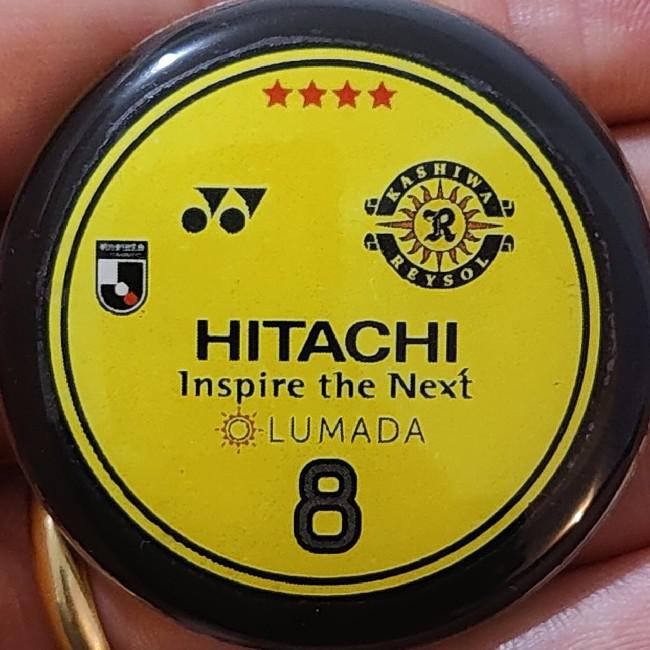 KASHIWA
R
REYSOL
HITACHI
Inspire the Next
LUMADA
8